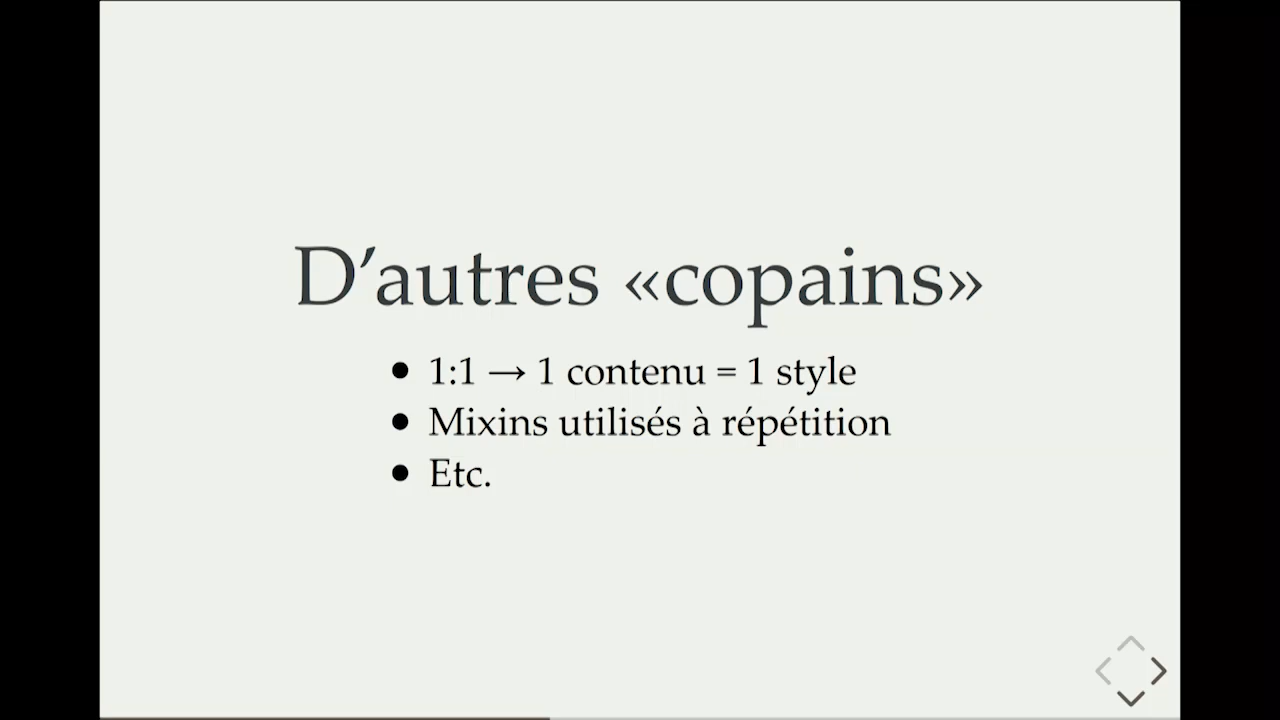 D’autres «copains»
• 1:1 → 1 contenu = 1 style
• Mixins utilisés à répétition
• Etc.